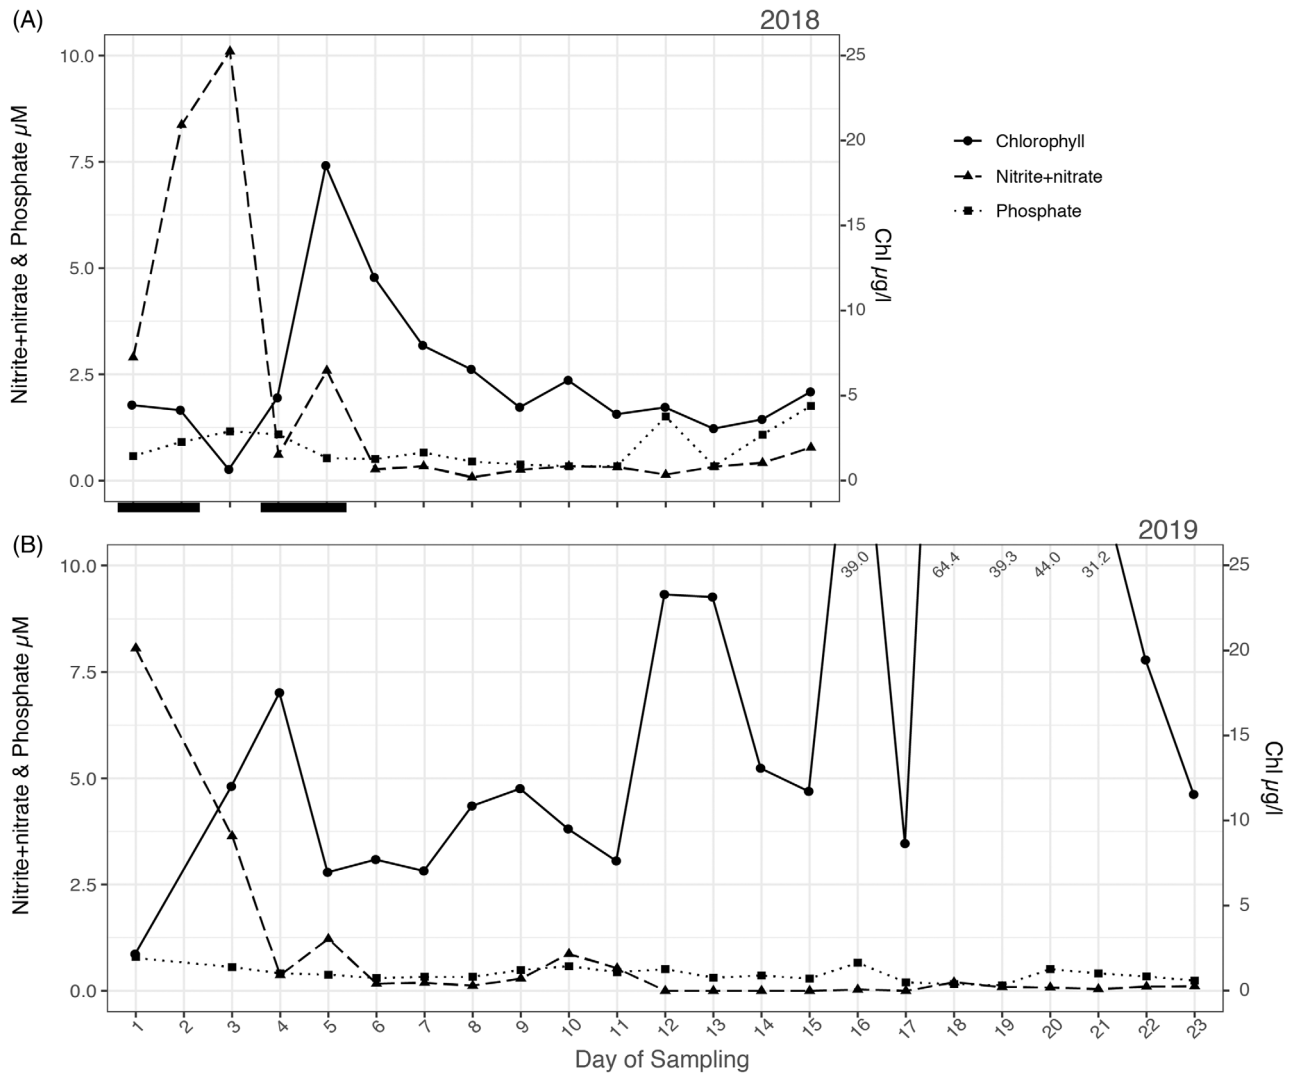 (A)
2018
10.0
7.5
5.0
2.5
0.0
Nitrite+nitrate & Phosphate µM
25
20
15
10
5
0
Chl µg/l
Chlorophyll
Nitrite+nitrate
Phosphate
(B)
2019
39.0 64.4 39.3 44.0 31.2
10.0
7.5
5.0
2.5
0.0
Nitrite+nitrate & Phosphate µM
25
20
15
10
5
0
Chl µg/l
1 2 3 4 5 6 7 8 9 10 11 12 13 14 15 16 17 18 19 20 21 22 23
Day of Sampling